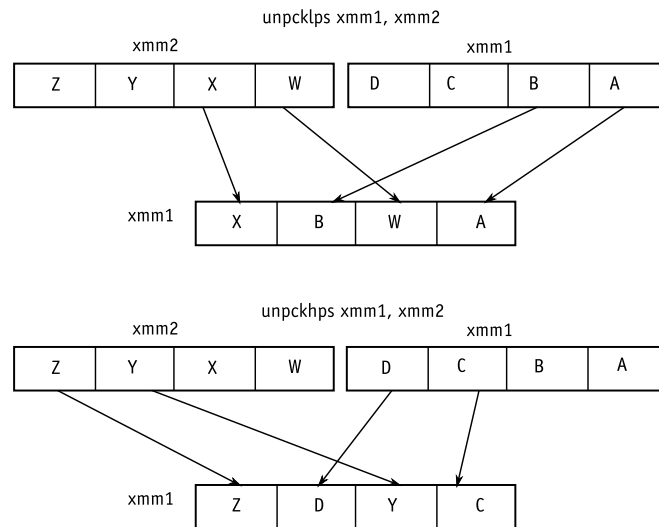 unpcklps xmm1, xmm2
xmm2 xmm1
Z Y X W D C B A
xmm1 X B W A
unpckhps xmm1, xmm2
xmm2 xmm1
Z Y X W D C B A
xmm1 Z D Y C